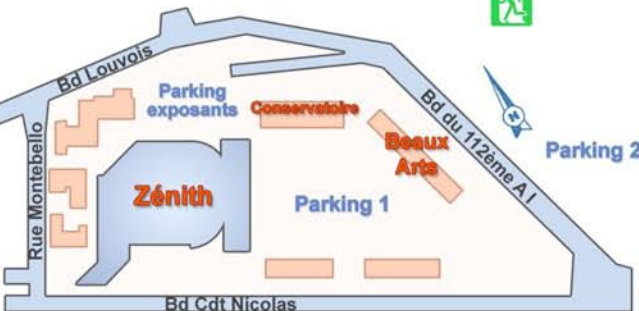 Bd Louvois
Parking
exposants
Conservatoire
Bd du 112ème A I
Beaux
Arts
N
Parking 2
Rue Montebello
Zénith
Parking 1
Bd Cdt Nicolas